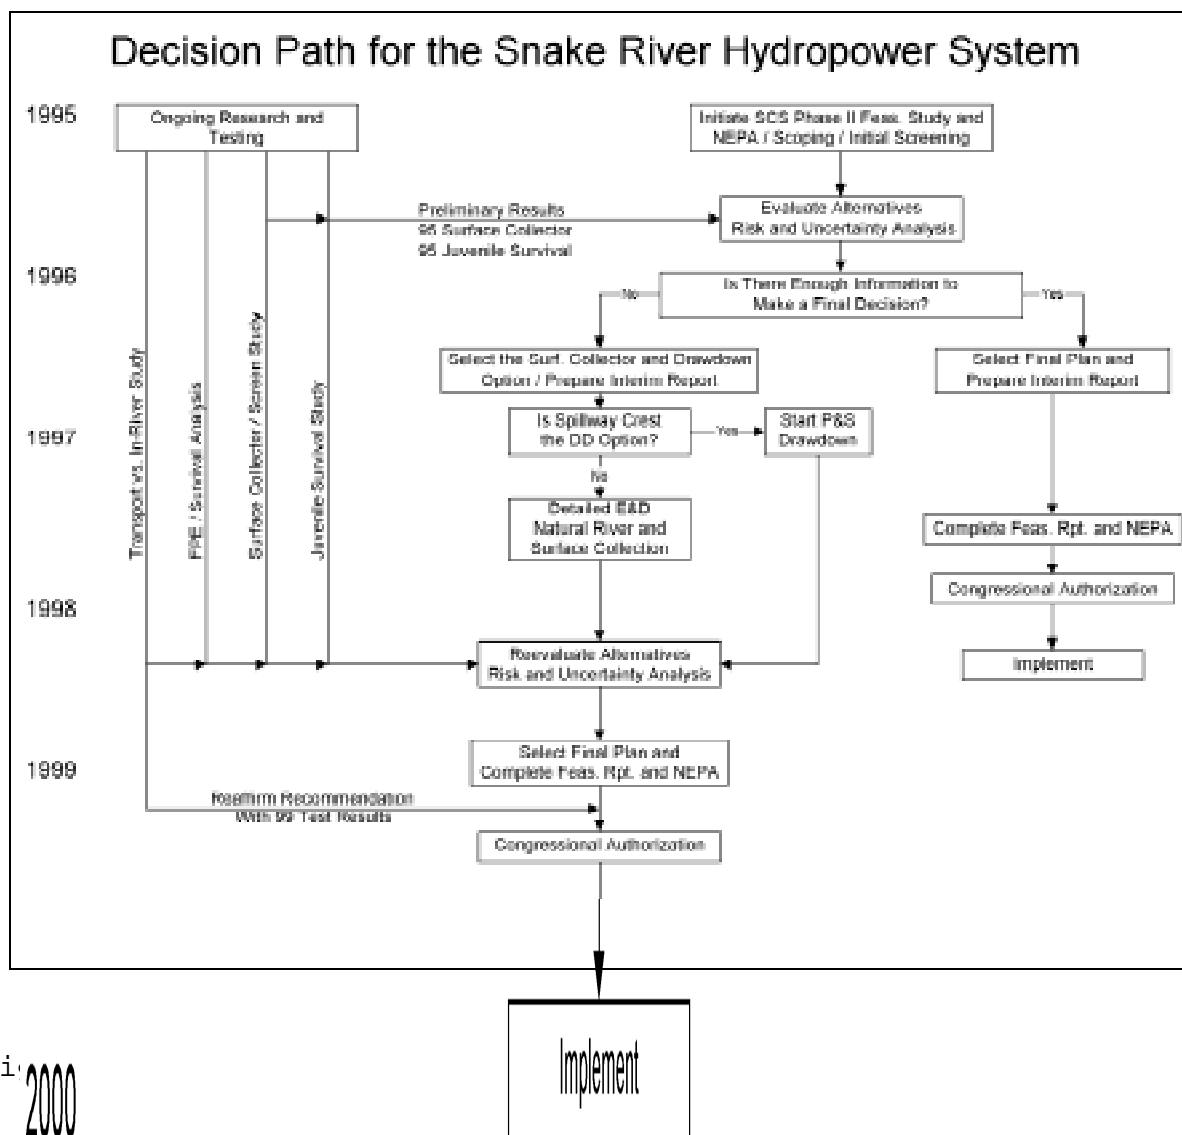 Decision Path for the Snake River Hydropower System
1995
Ongoing Research and
Testing
Initiate SCS Phase II Feas. Study and
NEPA / Scoping / Initial Screening
Preliminary Results
95 Surface Collector
95 Juvenile Survival
Evaluate Alternatives
Risk and Uncertainty Analysis
1996
Is There Enough Information to
Make a Final Decision?
No
Yes
Transport vs. In-River Study
FPE / Survival Analysis
Surface Collector / Screen Study
Juvenile Survival Study
Select the Surf. Collector and Drawdown
Option / Prepare Interim Report
Select Final Plan and
Prepare Interim Report
1997
Is Spillway Crest
the DD Option?
Yes
Start P&S
Drawdown
No
Detailed E&D
Natural River and
Surface Collection
Complete Feas. Rpt. and NEPA
Congressional Authorization
1998
Reevaluate Alternatives
Risk and Uncertainty Analysis
Implement
1999
Select Final Plan and
Complete Feas. Rpt. and NEPA
Reaffirm Recommendation
With 99 Test Results
Congressional Authorization
Implement
2000